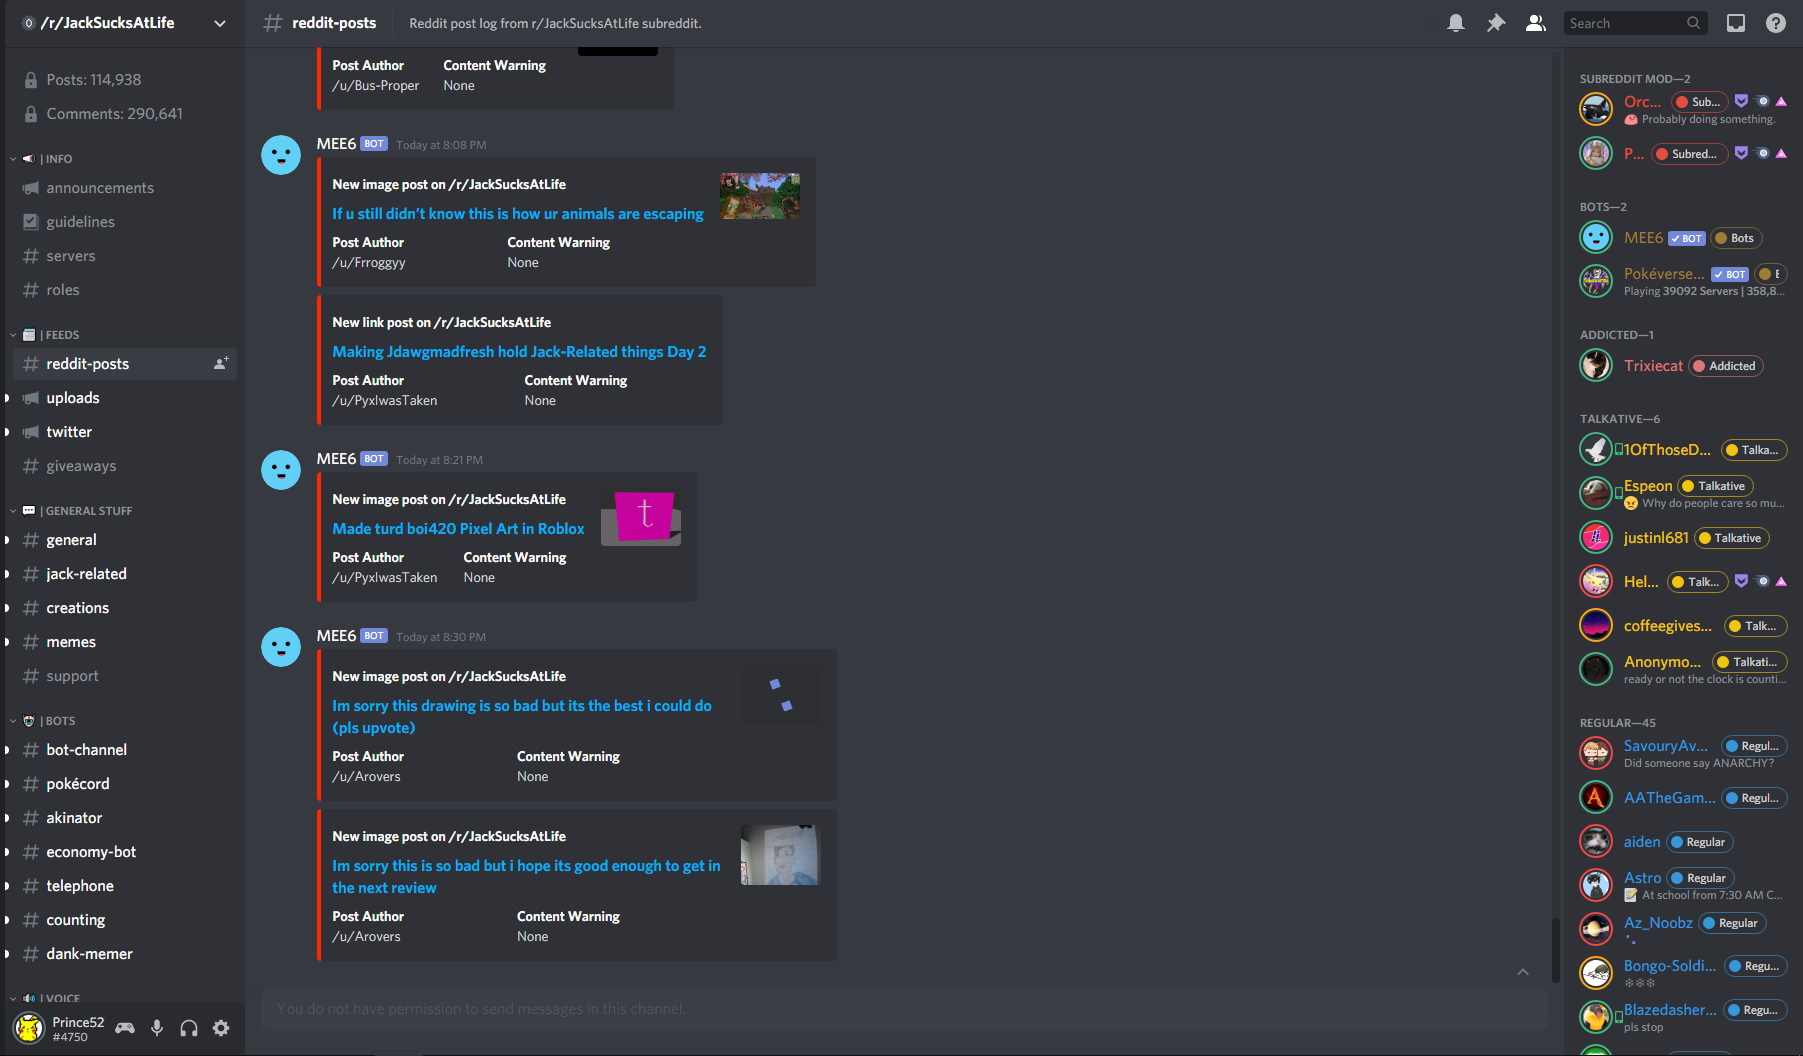 /r/JackSucksAtLife
reddit-posts
Reddit post log from r/JackSucksAtLife subreddit.
Search
Posts: 114,938
Comments: 290,641
| INFO
announcements
guidelines
servers
roles
| FEEDS
reddit-posts
uploads
twitter
giveaways
| GENERAL STUFF
general
jack-related
creations
memes
support
| BOTS
bot-channel
pokécord
akinator
economy-bot
telephone
counting
dank-memer
| VOICE
Prince52
#4750
Post Author Content Warning
/u/Bus-Proper None
MEE6 BOT Today at 8:08 PM
New image post on /r/JackSucksAtLife
If u still didn't know this is how ur animals are escaping
Post Author Content Warning
/u/Frroggyy None
New link post on /r/JackSucksAtLife
Making Jdawgmadfresh hold Jack-Related things Day 2
Post Author Content Warning
/u/PyxlwasTaken None
MEE6 BOT Today at 8:21 PM
New image post on /r/JackSucksAtLife
t
Made turd boi420 Pixel Art in Roblox
Post Author Content Warning
/u/PyxlwasTaken None
MEE6 BOT Today at 8:30 PM
New image post on /r/JackSucksAtLife
Im sorry this drawing is so bad but its the best i could do
(pls upvote)
Post Author Content Warning
/u/Arovers None
New image post on /r/JackSucksAtLife
Im sorry this is so bad but i hope its good enough to get in
the next review
Post Author Content Warning
/u/Arovers None
You do not have permission to send messages in this channel.
SUBREDDIT MOD—2
Orc... Sub...
Probably doing something.
P... Subred...
BOTS—2
MEE6 BOT Bots
Pokéverse... BOT
Playing 39092 Servers | 358,8...
ADDICTED—1
Trixiecat Addicted
TALKATIVE—6
1OfThoseD... Talka...
Espeon Talkative
Why do people care so mu...
justinl681 Talkative
Hel... Talk...
coffeegives... Talk...
Anonymo... Talkati...
ready or not the clock is counti...
REGULAR—45
SavouryAv... Regul...
Did someone say ANARCHY?
AATheGam... Regul...
aiden Regular
Astro Regular
At school from 7:30 AM C...
Az_Noobz Regular
Bongo-Soldi... Regu...
❄❄❄
Blazedasher... Regu...
pls stop